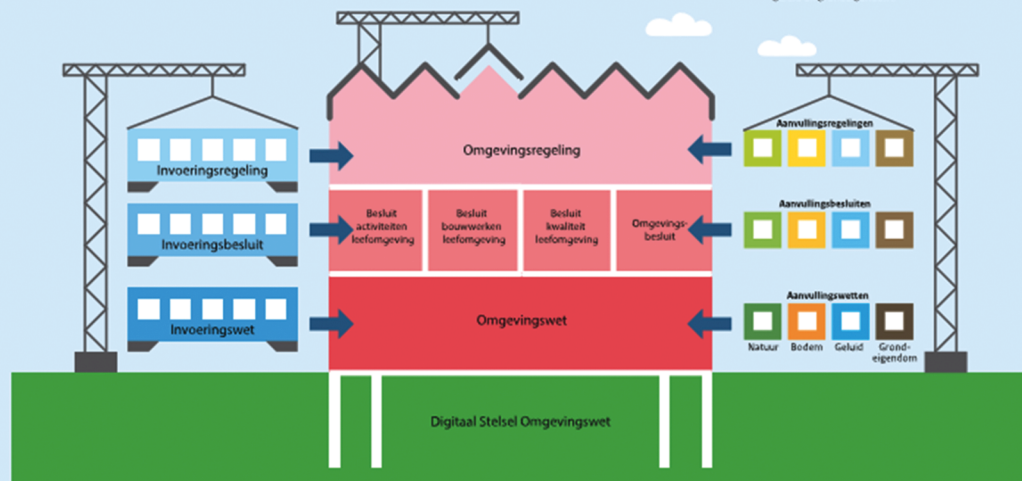 Invoeringsregeling
Invoeringsbesluit
Invoeringswet
Omgevingsregeling
Besluit
activiteiten
leefomgeving
Besluit
bouwwerken
leefomgeving
Besluit
kwaliteit
leefomgeving
Omgevings-
besluit
Omgevingswet
Digitaal Stelsel Omgevingswet
Aanvullingsregelingen
Aanvullingsbesluiten
Aanvullingswetten
Natuur
Bodem
Geluid
Grond-
eigendom